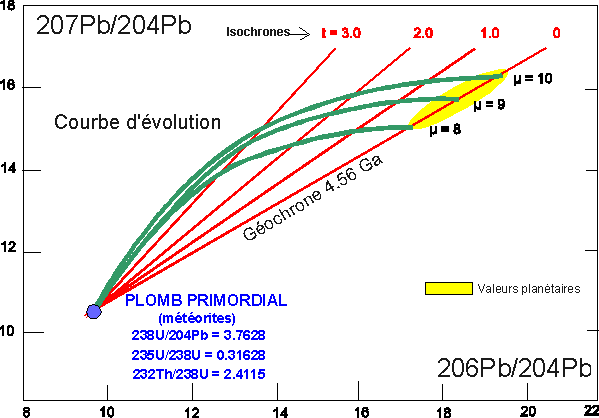 18
207Pb/204Pb
Isochrones
t = 3.0
2.0
1.0
0
16
μ = 10
μ = 9
μ = 8
Courbe d'évolution
14
Géochrone 4.56 Ga
12
PLOMB PRIMORDIAL
(météorites)
238U/204Pb = 3.7628
235U/238U = 0.31628
232Th/238U = 2.4115
Valeurs planétaires
10
206Pb/204Pb
8
8
10
12
14
16
17
18
20
22